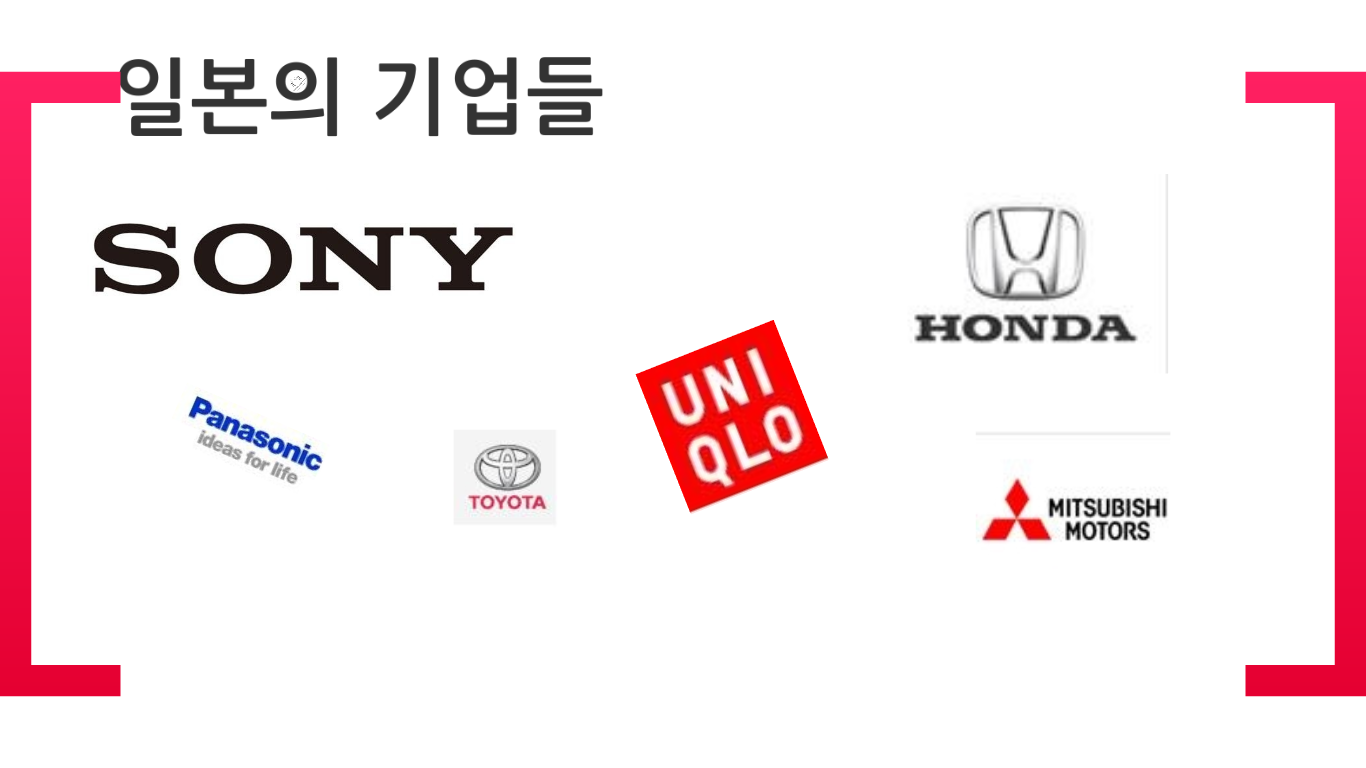 일본의 기업들
SONY
HONDA
UNI
QLO
Panasonic
ideas for life
TOYOTA
MITSUBISHI
MOTORS